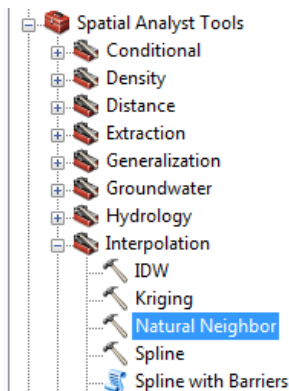 Spatial Analyst Tools
Conditional
Density
Distance
Extraction
Generalization
Groundwater
Hydrology
Interpolation
IDW
Kriging
Natural Neighbor
Spline
Spline with Barriers